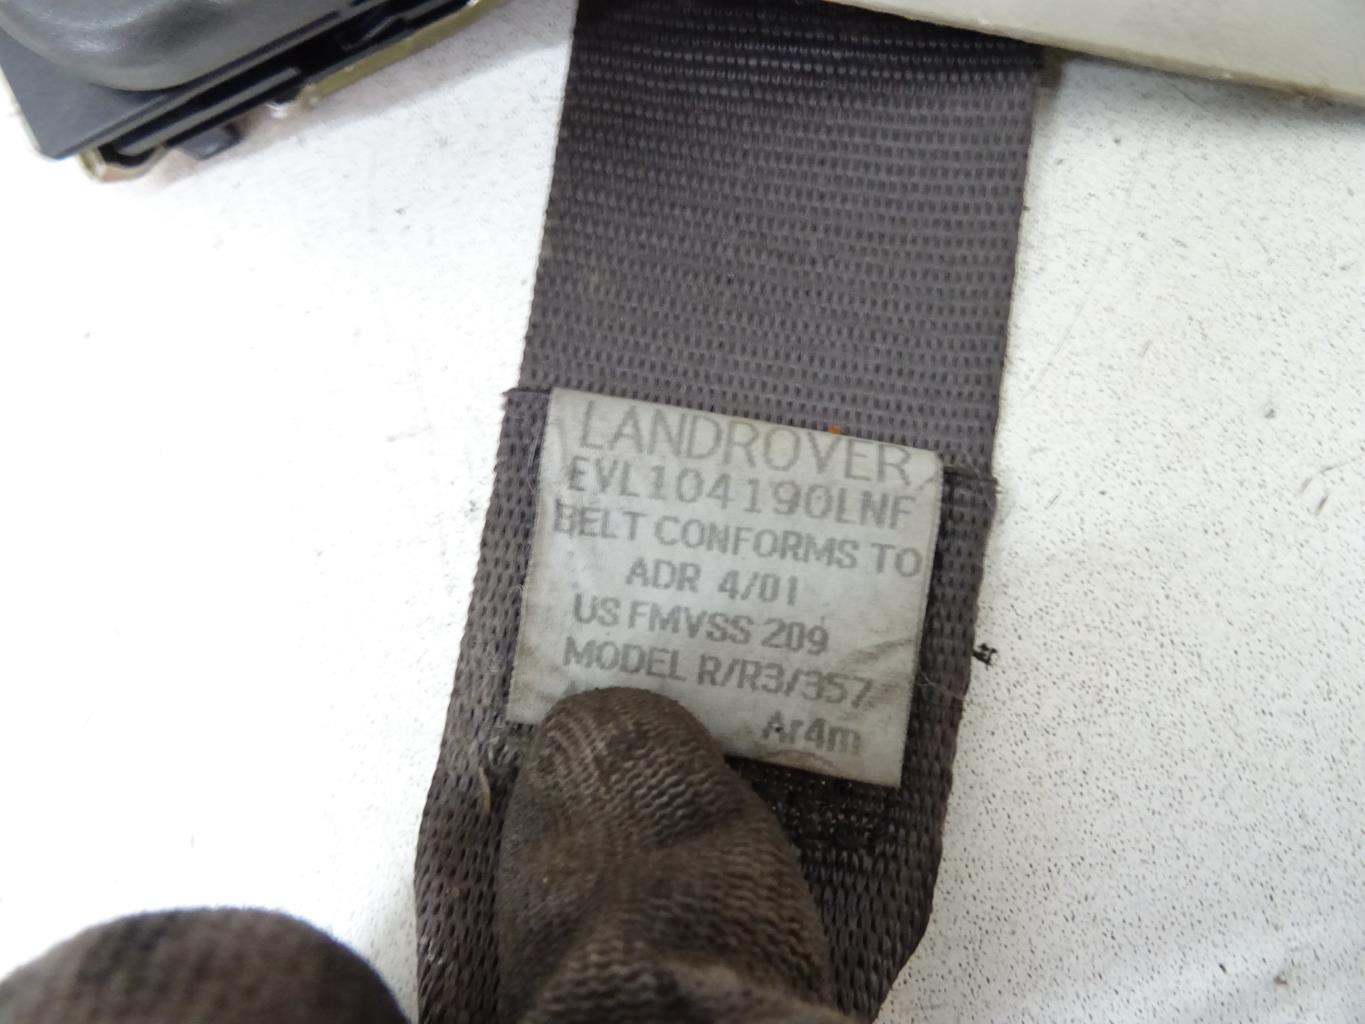 LANDROVER
EVL104190LNF
BELT CONFORMS TO
ADR 4/01
US FMVSS 209
MODEL R/R3/357
Ar4m